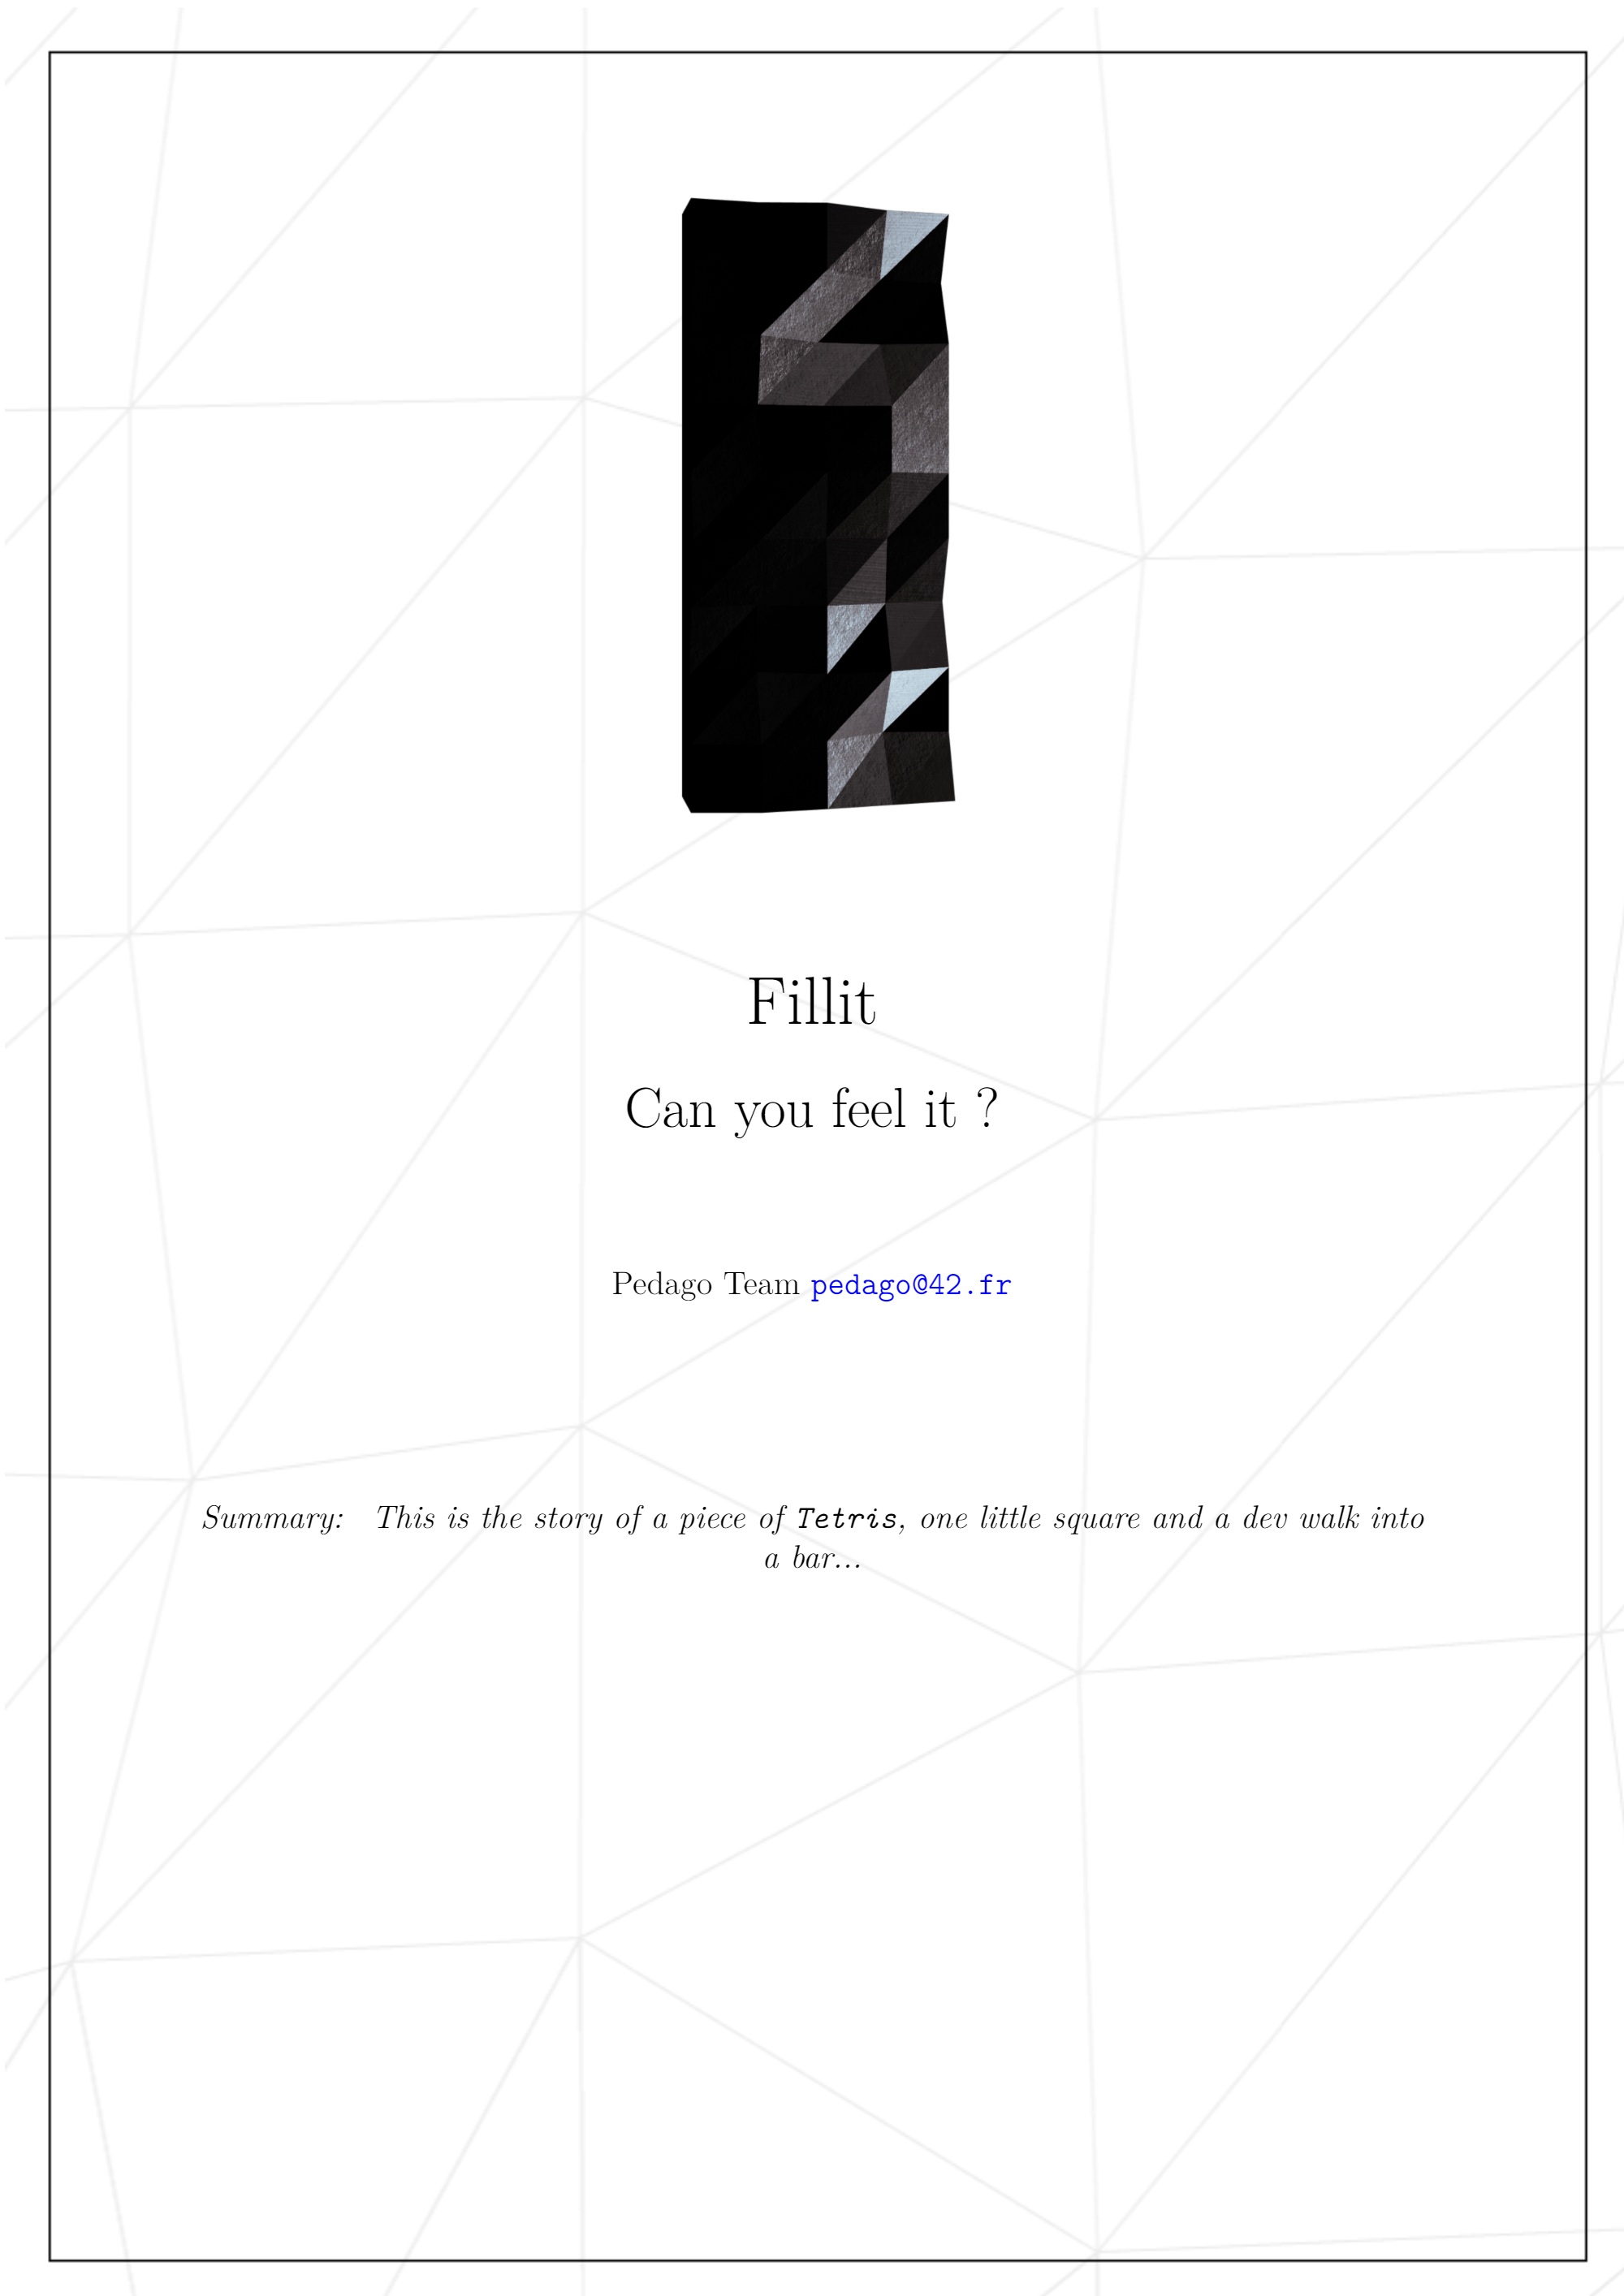 Fillit
Can you feel it ?
Pedago Team pedago@42.fr
Summary: This is the story of a piece of Tetris, one little square and a dev walk into
a bar...